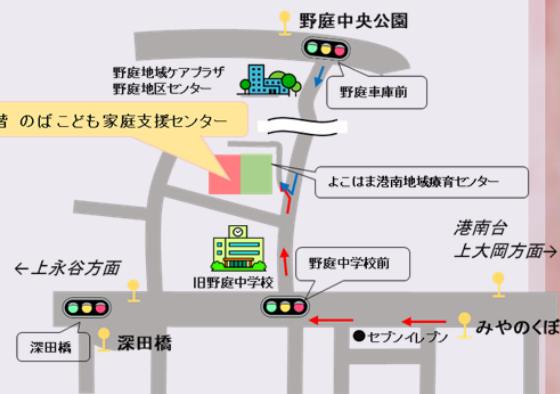 野庭中央公園
野庭地域ケアプラザ
野庭地区センター
野庭車庫前
階 のばこども家庭支援センター
よこはま港南地域療育センター
港南台
上大岡方面→
←上永谷方面
旧野庭中学校
野庭中学校前
深田橋
深田橋
●セブンイレブン
みやのくぼ